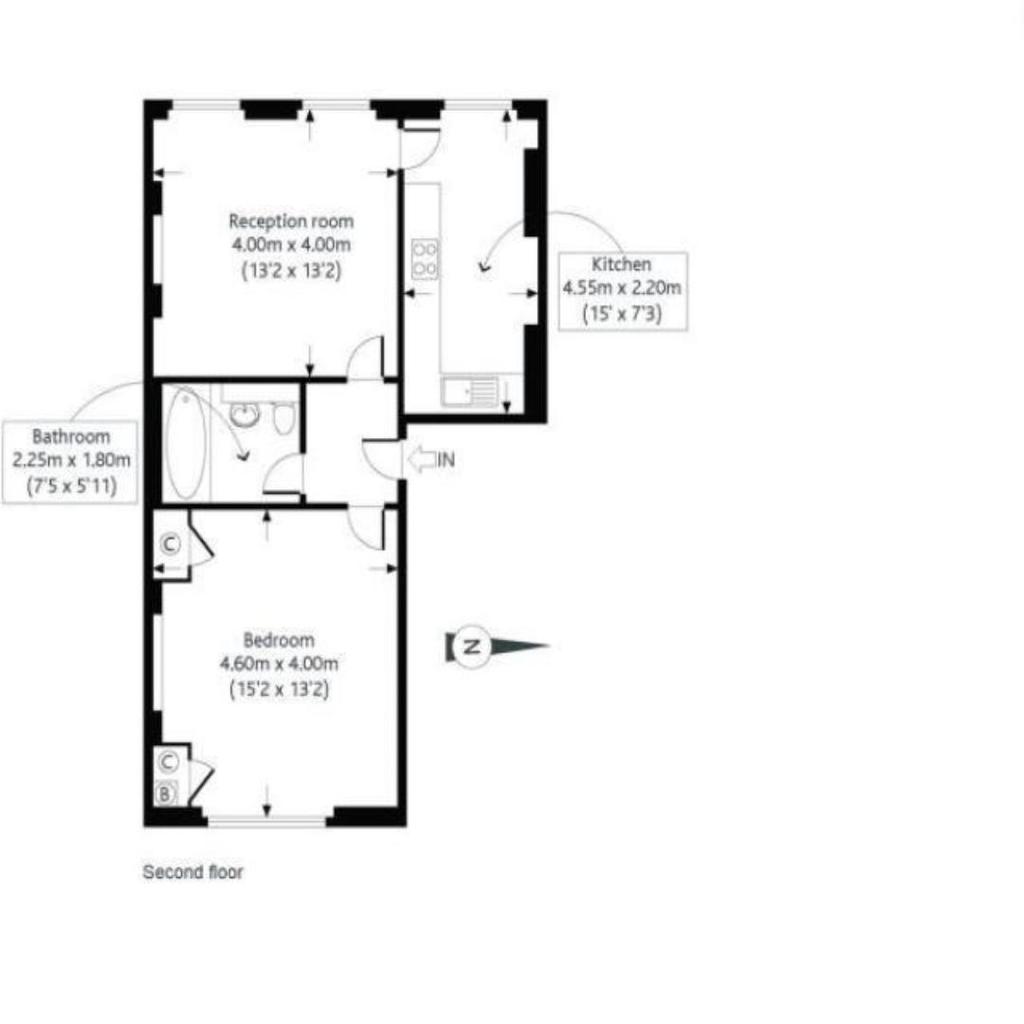 Reception room
4.00m x 4.00m
(13'2 x 13'2)
Kitchen
4.55m x 2.20m
(15' x 7'3)
Bathroom
2.25m x 1.80m
(7'5 x 5'11)
IN
C
Bedroom
4.60m x 4.00m
(15'2 x 13'2)
N
C
B
Second floor